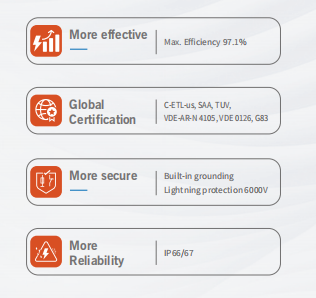 More effective
Max. Efficiency 97.1%
Global
Certification
C-ETL-us, SAA, TUV,
VDE-AR-N 4105, VDE 0126, G83
More secure
Built-in grounding
Lightning protection 6000V
More
Reliability
IP66/67